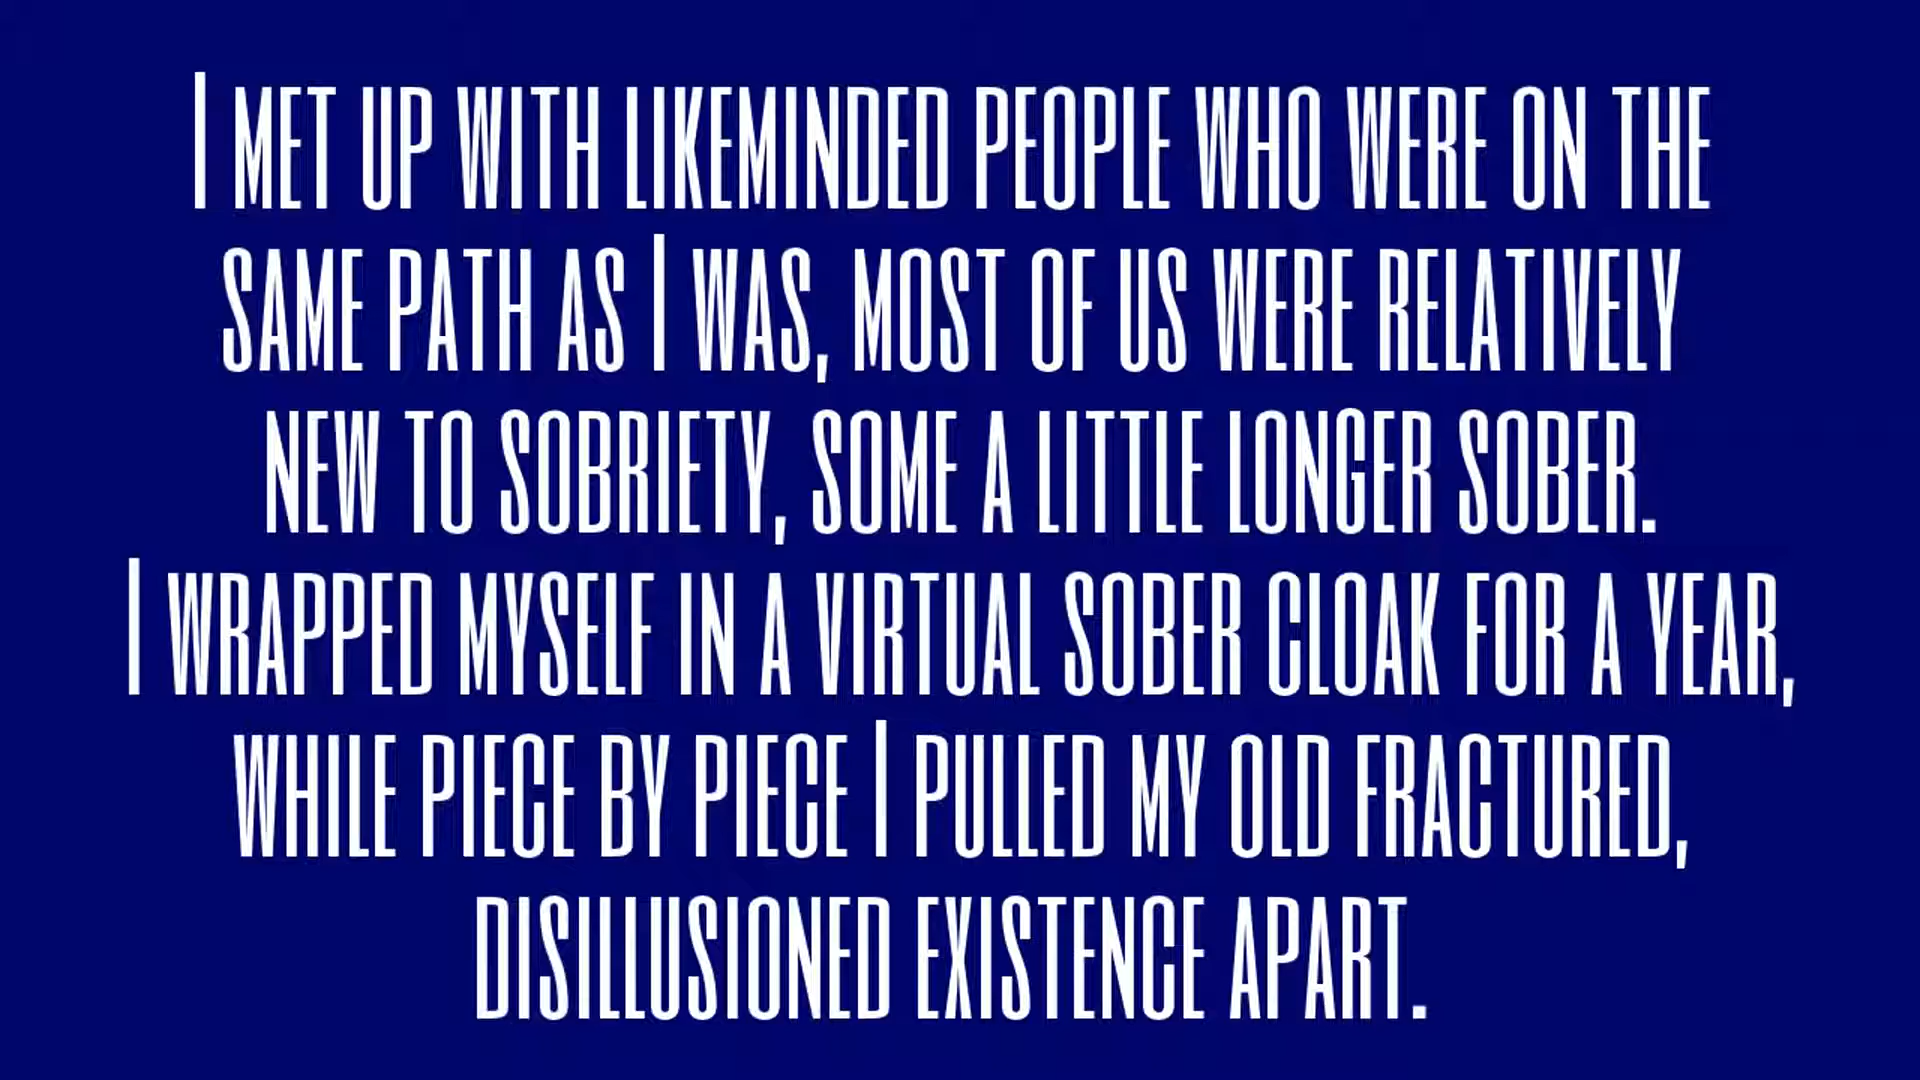 I MET UP WITH LIKEMINDED PEOPLE WHO WERE ON THE
SAME PATH AS I WAS, MOST OF US WERE RELATIVELY
NEW TO SOBRIETY, SOME A LITTLE LONGER SOBER.
I WRAPPED MYSELF IN A VIRTUAL SOBER CLOAK FOR A YEAR,
WHILE PIECE BY PIECE I PULLED MY OLD FRACTURED,
DISILLUSIONED EXISTENCE APART.